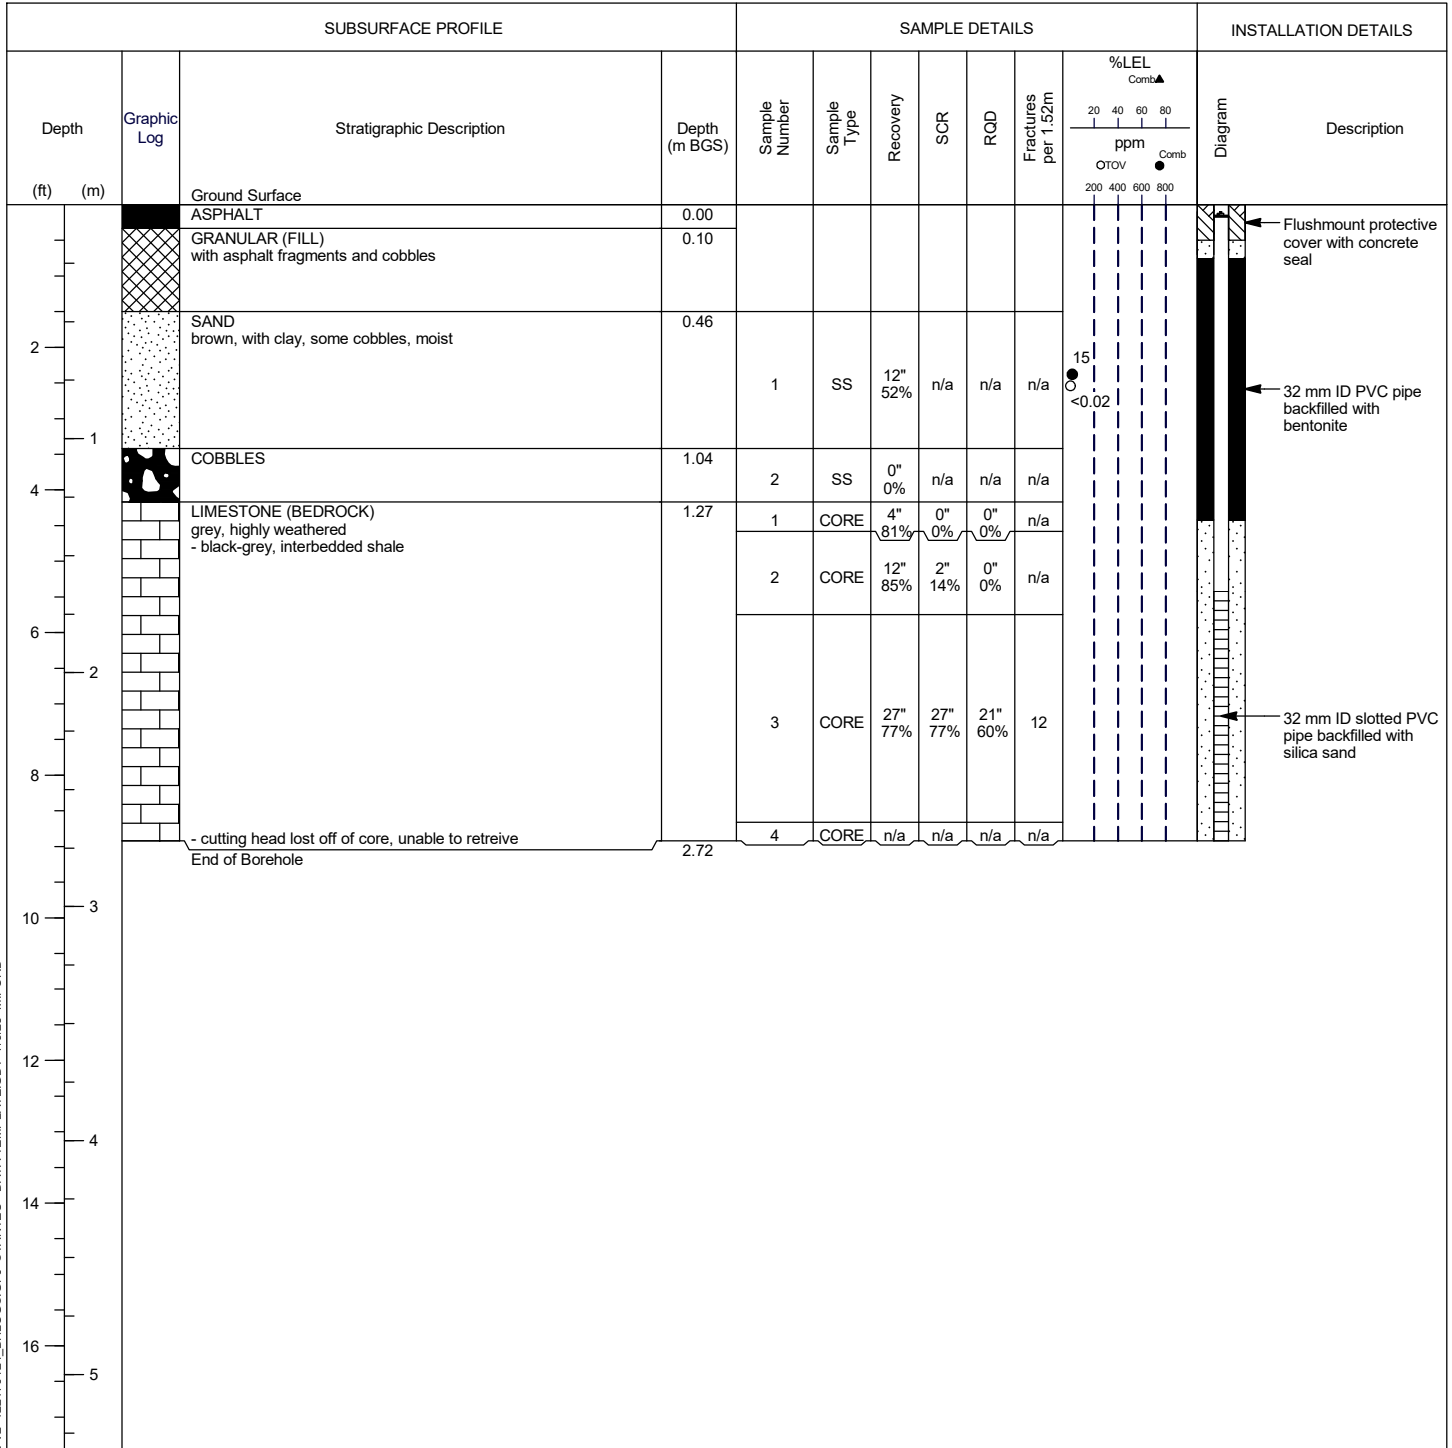 SUBSURFACE PROFILE
SAMPLE DETAILS
INSTALLATION DETAILS
Depth
(ft)
(m)
Graphic
Log
Stratigraphic Description
Ground Surface
Depth
(m BGS)
Sample
Number
Sample
Type
Recovery
SCR
RQD
Fractures
per 1.52m
%LEL
Comb
20 40 60 80
ppm
TOV
Comb
200 400 600 800
Diagram
Description
ASPHALT
0.00
GRANULAR (FILL)
with asphalt fragments and cobbles
0.10
SAND
brown, with clay, some cobbles, moist
0.46
1
SS
12"
52%
n/a
n/a
n/a
15
<0.02
COBBLES
1.04
2
SS
0"
0%
n/a
n/a
n/a
LIMESTONE (BEDROCK)
grey, highly weathered
- black-grey, interbedded shale
1.27
1
CORE
4"
81%
0"
0%
0"
0%
n/a
2
CORE
12"
85%
2"
14%
0"
0%
n/a
3
CORE
27"
77%
27"
77%
21"
60%
12
- cutting head lost off of core, unable to retreive
4
CORE
n/a
n/a
n/a
n/a
End of Borehole
2.72
Flushmount protective
cover with concrete
seal
32 mm ID PVC pipe
backfilled with
bentonite
32 mm ID slotted PVC
pipe backfilled with
silica sand
2
4
6
8
10
12
14
16
1
2
3
4
5